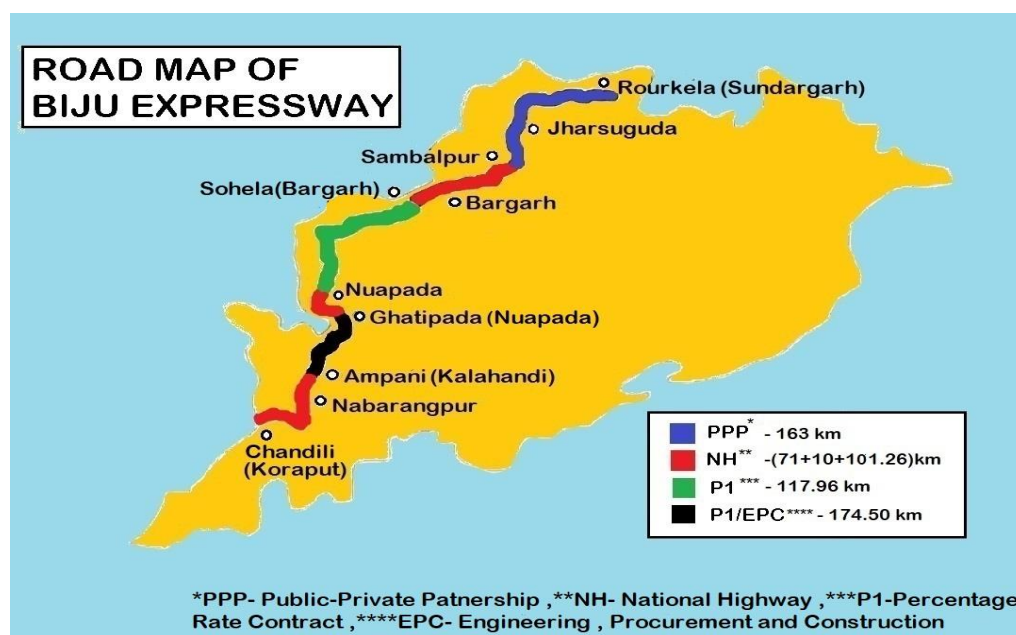 ROAD MAP OF
BIJU EXPRESSWAY
Rourkela (Sundargarh)
Jharsuguda
Sambalpur
Sohela(Bargarh)
Bargarh
Nuapada
Ghatipada (Nuapada)
Ampani (Kalahandi)
Nabarangpur
Chandili
(Koraput)
PPP* - 163 km
NH** -(71+10+101.26)km
P1*** - 117.96 km
P1/EPC**** - 174.50 km
*PPP- Public-Private Patnership ,**NH- National Highway ,***P1-Percentage
Rate Contract ,****EPC- Engineering , Procurement and Construction